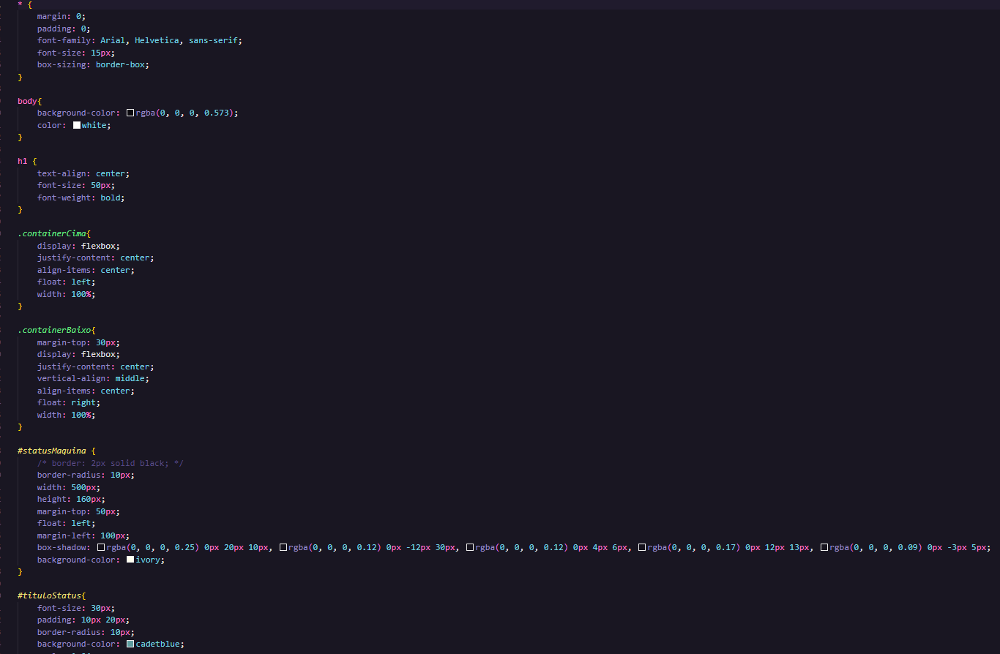 * {
margin: 0;
padding: 0;
font-family: Arial, Helvetica, sans-serif;
font-size: 15px;
box-sizing: border-box;
}
body{
background-color: rgba(0, 0, 0, 0.573);
color: white;
}
h1 {
text-align: center;
font-size: 50px;
font-weight: bold;
}
.containerCima{
display: flexbox;
justify-content: center;
align-items: center;
float: left;
width: 100%;
}
.containerBaixo{
margin-top: 30px;
display: flexbox;
justify-content: center;
vertical-align: middle;
align-items: center;
float: right;
width: 100%;
}
#statusMaquina {
/* border: 2px solid black; */
border-radius: 10px;
width: 500px;
height: 160px;
margin-top: 50px;
float: left;
margin-left: 100px;
box-shadow: rgba(0, 0, 0, 0.25) 0px 20px 10px, rgba(0, 0, 0, 0.12) 0px -12px 30px, rgba(0, 0, 0, 0.12) 0px 4px 6px, rgba(0, 0, 0, 0.17) 0px 12px 13px, rgba(0, 0, 0, 0.09) 0px -3px 5px;
background-color: ivory;
}
#tituloStatus{
font-size: 30px;
padding: 10px 20px;
border-radius: 10px;
background-color: cadetblue;